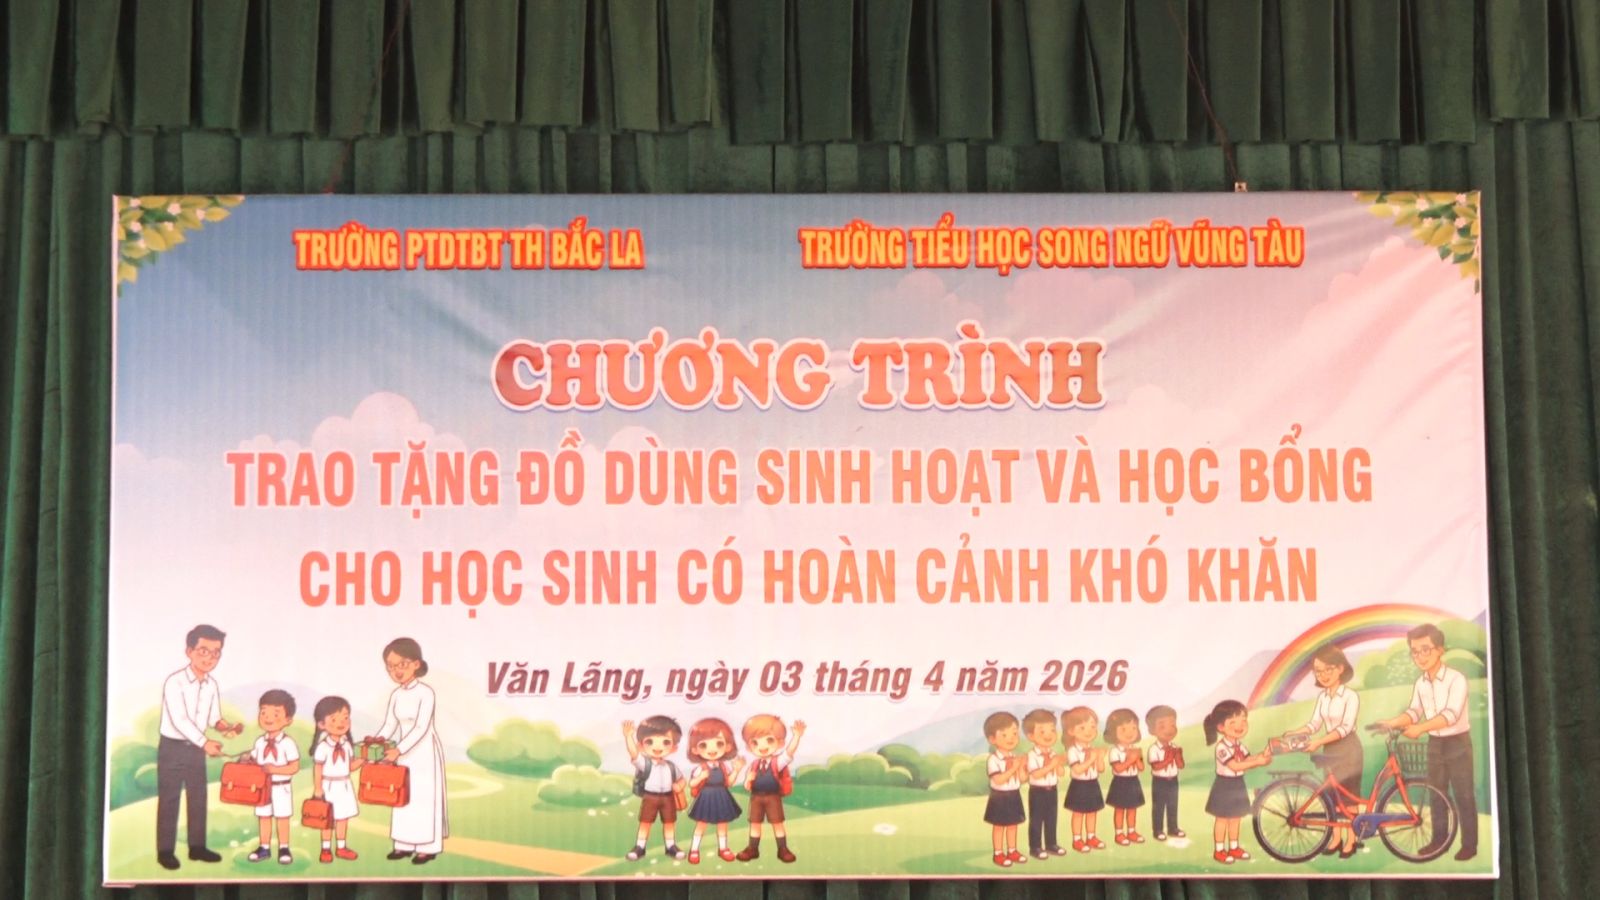 TRƯỜNG PTDTBT TH BẮC LA
TRƯỜNG TIỂU HỌC SONG NGỮ VŨNG TÀU
CHƯƠNG TRÌNH
TRAO TẶNG ĐỒ DÙNG SINH HOẠT VÀ HỌC BỔNG
CHO HỌC SINH CÓ HOÀN CẢNH KHÓ KHĂN
Văn Lãng, ngày 03 tháng 4 năm 2026